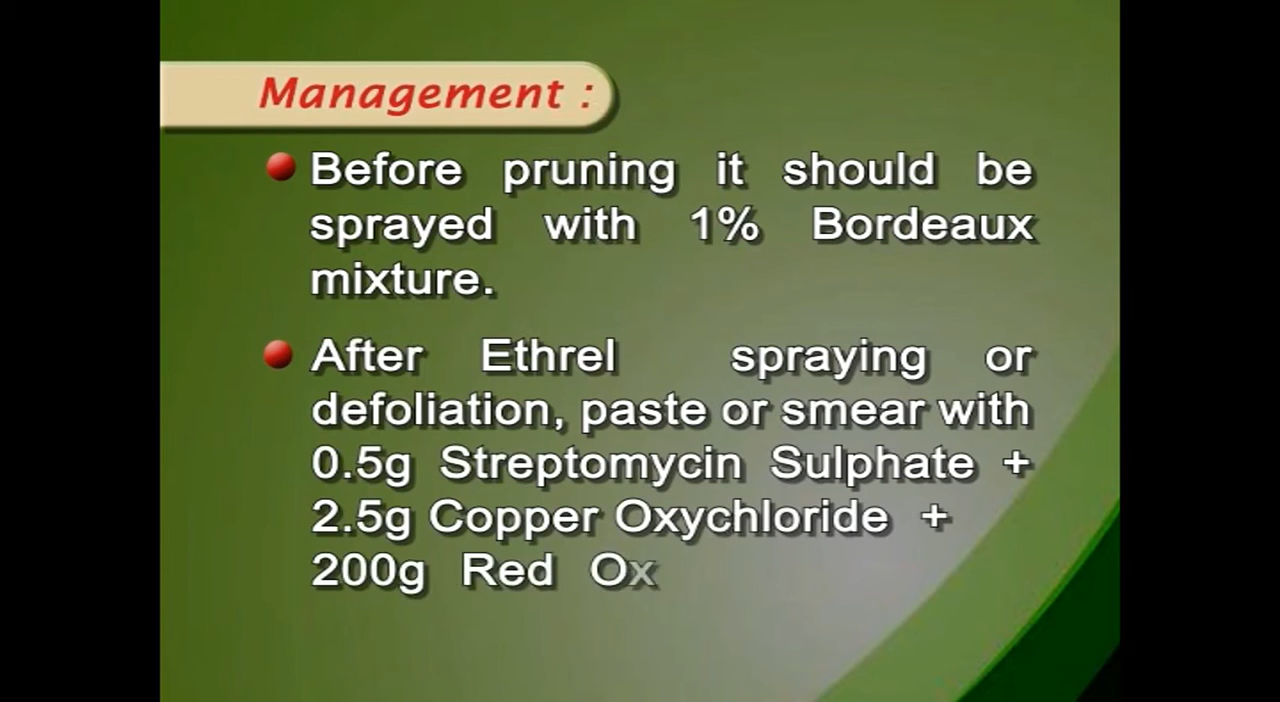 Management :
Before pruning it should be
sprayed with 1% Bordeaux
mixture.
After Ethrel spraying or
defoliation, paste or smear with
0.5g Streptomycin Sulphate +
2.5g Copper Oxychloride +
200g Red Ox